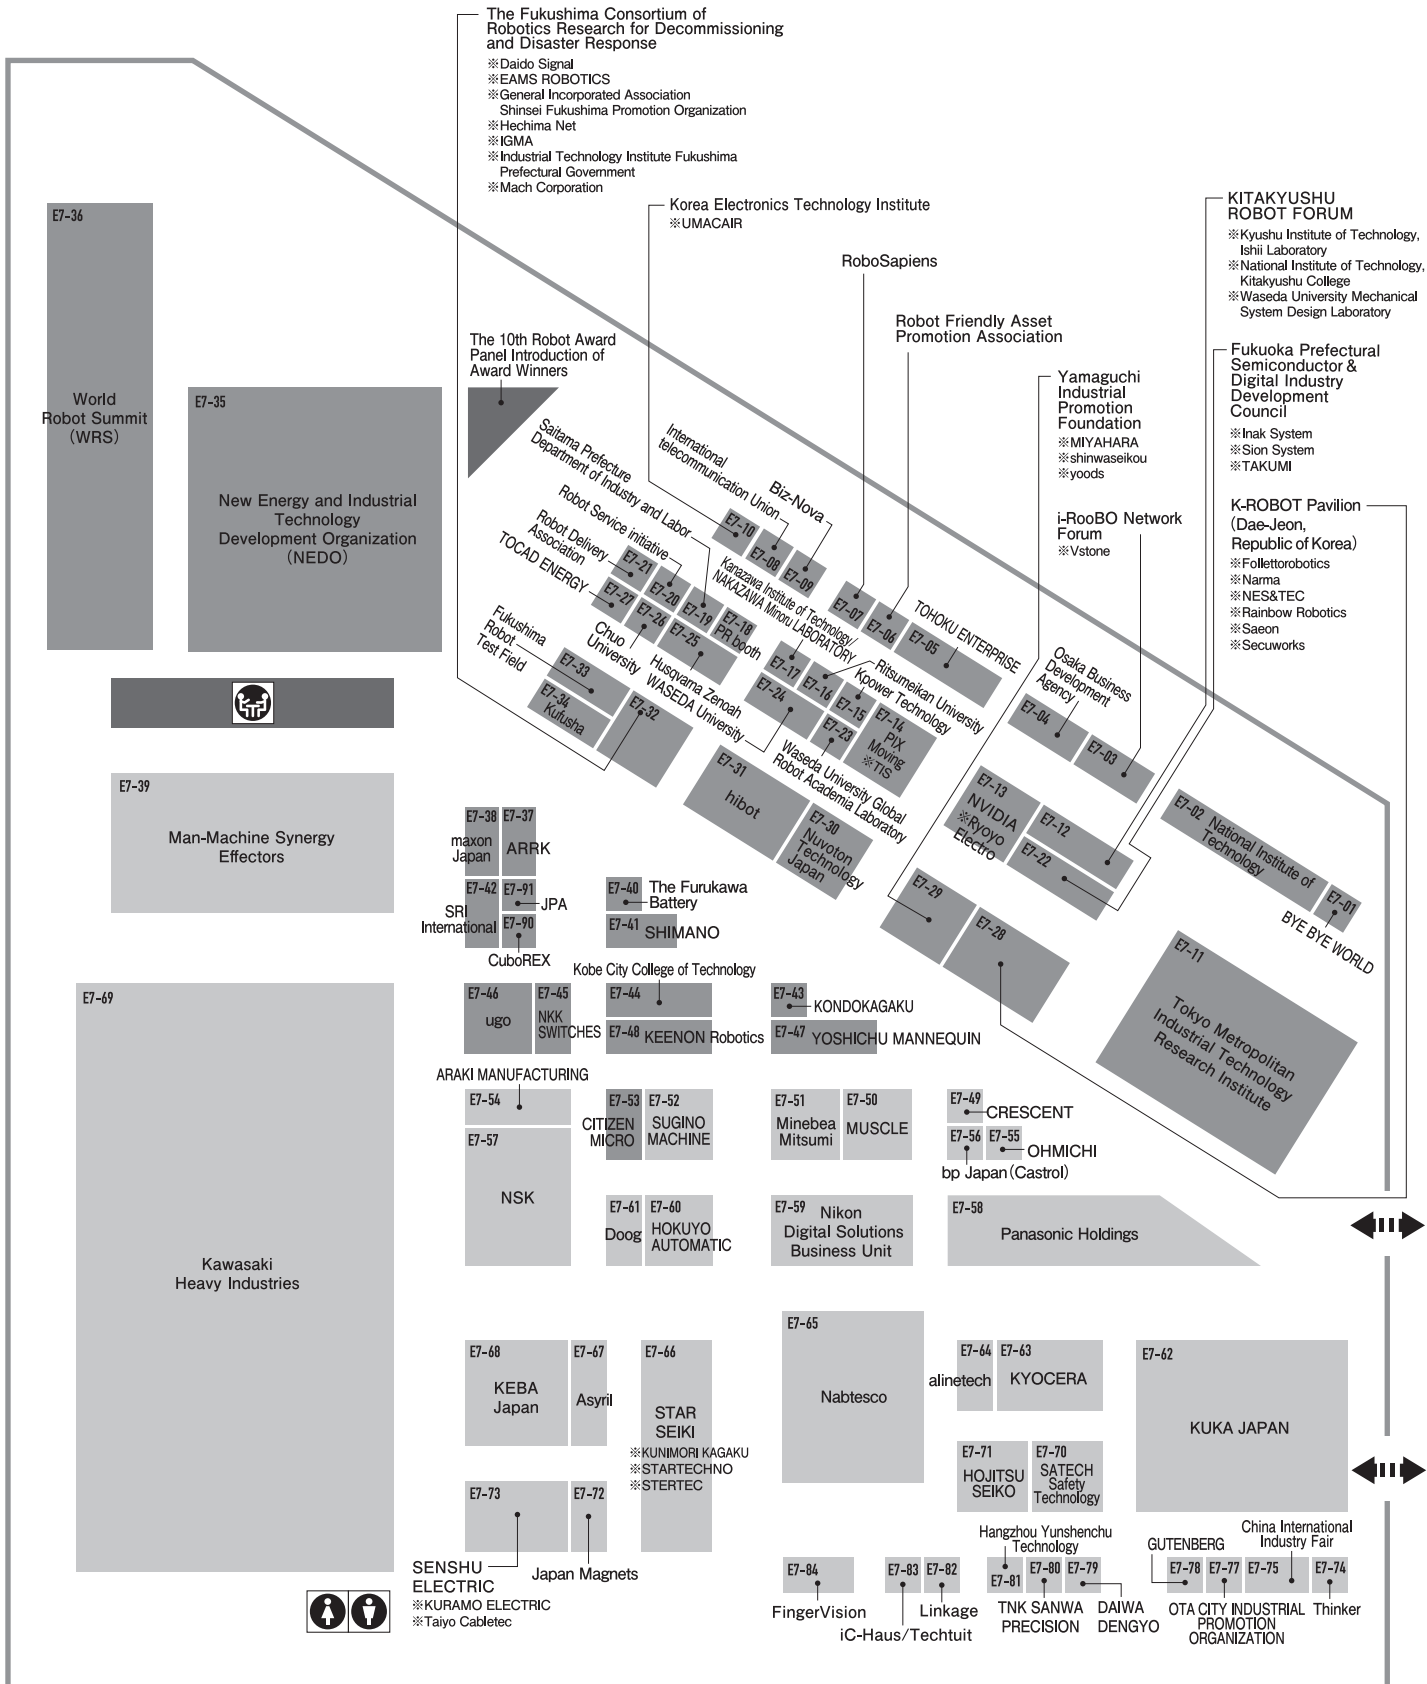 The Fukushima Consortium of
Robotics Research for Decommissioning
and Disaster Response
※Daido Signal
※EAMS ROBOTICS
※General Incorporated Association
Shinsei Fukushima Promotion Organization
※Hechima Net
※IGMA
※Industrial Technology Institute Fukushima
Prefectural Government
※Mach Corporation
Korea Electronics Technology Institute
※UMACAIR
RoboSapiens
Robot Friendly Asset
Promotion Association
KITAKYUSHU
ROBOT FORUM
※Kyushu Institute of Technology,
Ishii Laboratory
※National Institute of Technology,
Kitakyushu College
※Waseda University Mechanical
System Design Laboratory
Fukuoka Prefectural
Semiconductor &
Digital Industry
Development
Council
※Inak System
※Sion System
※TAKUMI
Yamaguchi
Industrial
Promotion
Foundation
※MIYAHARA
※shinwaseikou
※yoods
K-ROBOT Pavilion
(Dae-Jeon,
Republic of Korea)
※Follettorobotics
※Narma
※NES&TEC
※Rainbow Robotics
※Saeon
※Secuworks
i-RooBO Network
Forum
※Vstone
E7-36
World
Robot Summit
(WRS)
E7-35
New Energy and Industrial
Technology
Development Organization
(NEDO)
The 10th Robot Award
Panel Introduction of
Award Winners
Saitama Prefecture
Department of Industry and Labor
Robot Service initiative
Robot Delivery
Association
TOCAD ENERGY
International
telecommunication Union
Biz-Nova
E7-10
E7-08
E7-09
E7-21
E7-20
E7-19
E7-18
PR booth
E7-27
E7-26
E7-25
Chuo
University
Husqvarna Zenoah
WASEDA University
Kanazawa Institute of Technology/
NAKAZAWA Minoru LABORATORY
E7-07
E7-06
E7-05
TOHOKU ENTERPRISE
E7-17
E7-16
E7-15
E7-14
PIX
Moving
※TIS
E7-24
E7-23
Ritsumeikan University
Kpower Technology
Waseda University Global
Robot Academia Laboratory
Fukushima
Robot
Test Field
E7-33
E7-34
Kufusha
E7-32
E7-31
hibot
E7-30
Nuvoton
Technology
Japan
Osaka Business
Development
Agency
E7-04
E7-03
E7-13
NVIDIA
※Ryoyo
Electro
E7-12
E7-22
E7-02 National Institute of
Technology
E7-01
BYE BYE WORLD
E7-29
E7-28
E7-11
Tokyo Metropolitan
Industrial Technology
Research Institute
E7-39
Man-Machine Synergy
Effectors
E7-38
maxon
Japan
E7-37
ARRK
E7-42
SRI
International
E7-91
JPA
E7-90
CuboREX
E7-40
The Furukawa
Battery
E7-41 SHIMANO
Kobe City College of Technology
E7-69
Kawasaki
Heavy Industries
E7-46
ugo
E7-45
NKK
SWITCHES
E7-44
E7-48 KEENON Robotics
E7-43
KONDOKAGAKU
E7-47 YOSHICHU MANNEQUIN
ARAKI MANUFACTURING
E7-54
E7-57
NSK
E7-53
CITIZEN
MICRO
E7-52
SUGINO
MACHINE
E7-51
Minebea
Mitsumi
E7-50
MUSCLE
E7-49
CRESCENT
E7-56
E7-55
OHMICHI
bp Japan (Castrol)
E7-61
Doog
E7-60
HOKUYO
AUTOMATIC
E7-59 Nikon
Digital Solutions
Business Unit
E7-58
Panasonic Holdings
E7-68
KEBA
Japan
E7-67
Asyril
E7-66
STAR
SEIKI
※KUNIMORI KAGAKU
※STARTECHNO
※STERTEC
E7-65
Nabtesco
E7-64
alinetech
E7-63
KYOCERA
E7-62
KUKA JAPAN
E7-71
HOJITSU
SEIKO
E7-70
SATECH
Safety
Technology
E7-73
E7-72
SENSHU
ELECTRIC
※KURAMO ELECTRIC
※Taiyo Cabletec
Japan Magnets
E7-84
FingerVision
E7-83
E7-82
Linkage
iC-Haus/Techtuit
Hangzhou Yunshenchu
Technology
E7-81
E7-80
E7-79
TNK SANWA
PRECISION
DAIWA
DENGYO
GUTENBERG
China International
Industry Fair
E7-78
E7-77
E7-75
E7-74
OTA CITY INDUSTRIAL
PROMOTION
ORGANIZATION
Thinker